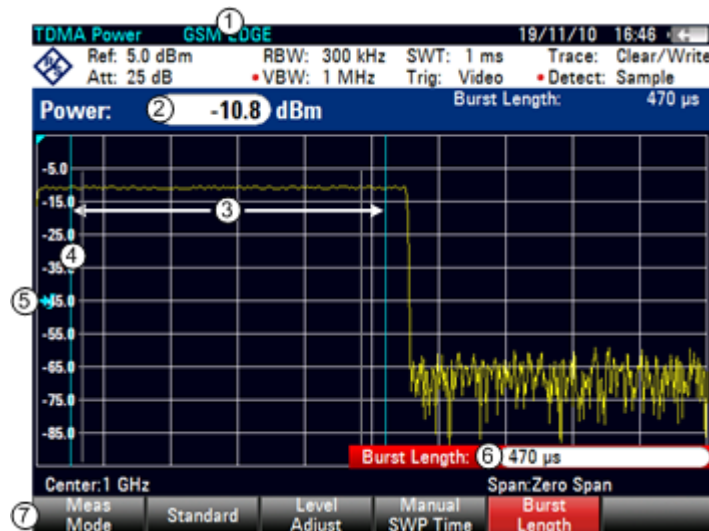 1
TDMA Power GSM EDGE 19/11/10 16:46
R S Ref: 5.0 dBm RBW: 300 kHz SWT: 1 ms Trace: Clear/Write
Att: 25 dB VBW: 1 MHz Trig: Video Detect: Sample
Power: 2 -10.8 dBm Burst Length: 470 µs
-5.0
-15.0
3
-25.0
4
-35.0
5 -45.0
-55.0
-65.0
-75.0
-85.0
Burst Length: 6 470 µs
Center:1 GHz Span:Zero Span
7 Meas Mode Standard Level Adjust Manual SWP Time Burst Length